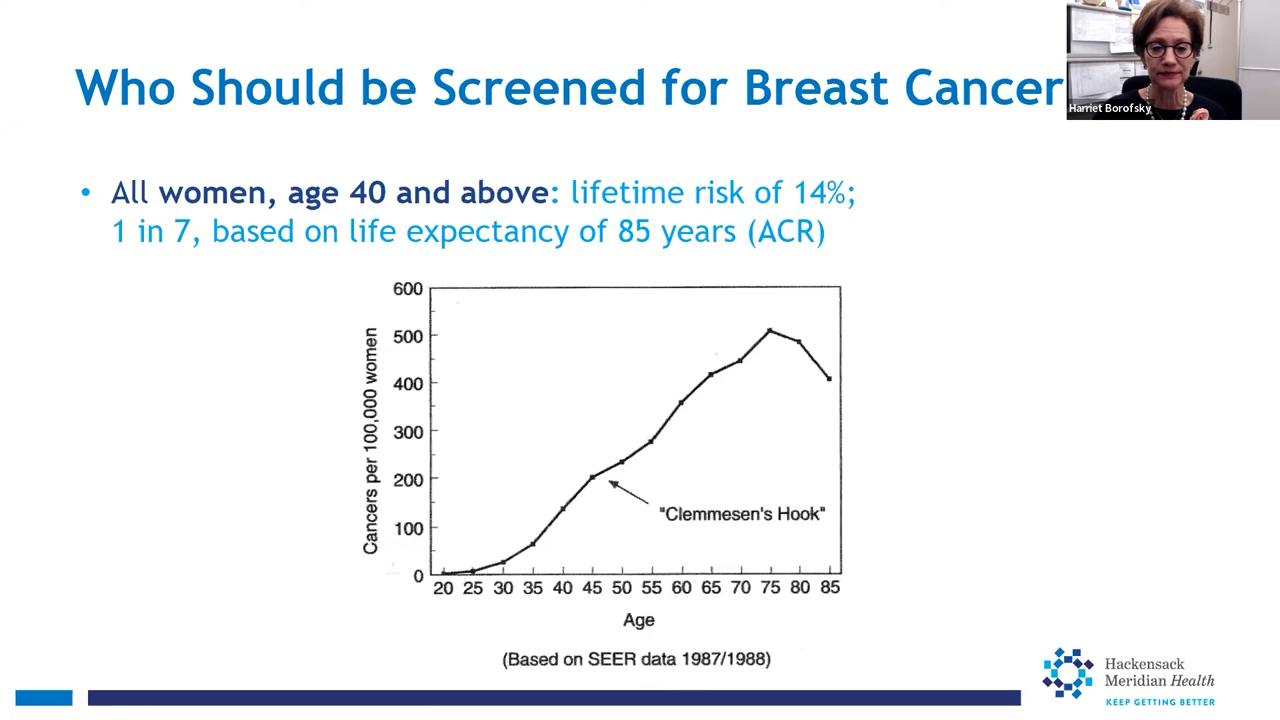 Who Should be Screened for Breast Cancer
Harriet Borofsky
• All women, age 40 and above: lifetime risk of 14%;
1 in 7, based on life expectancy of 85 years (ACR)
600
500
400
300
200
100
0
Cancers per 100,000 women
"Clemmesen's Hook"
20 25 30 35 40 45 50 55 60 65 70 75 80 85
Age
(Based on SEER data 1987/1988)
Hackensack
Meridian Health
KEEP GETTING BETTER